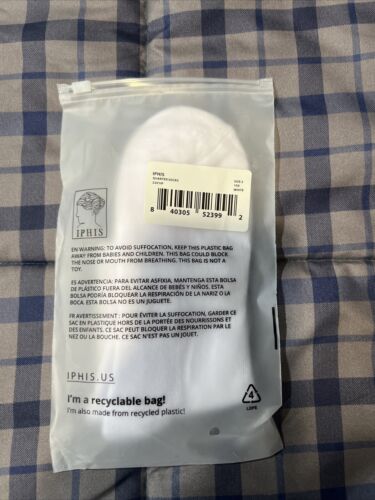 IPHIS
QUARTER SOCKS
SIZE S
WHITE
8 40305 52399 2
IPHIS
EN WARNING: TO AVOID SUFFOCATION, KEEP THIS PLASTIC BAG
AWAY FROM BABIES AND CHILDREN. THIS BAG COULD BLOCK
THE NOSE OR MOUTH FROM BREATHING. THIS BAG IS NOT A
TOY.
ES ADVERTENCIA: PARA EVITAR ASFIXIA, MANTENGA ESTA BOLSA
DE PLÁSTICO FUERA DEL ALCANCE DE BEBÉS Y NIÑOS. ESTA
BOLSA PODRÍA BLOQUEAR LA RESPIRACIÓN DE LA NARIZ O LA
BOCA. ESTA BOLSA NO ES UN JUGUETE.
FR AVERTISSEMENT : POUR ÉVITER LA SUFFOCATION, GARDER CE
SAC EN PLASTIQUE HORS DE LA PORTÉE DES NOURRISSONS ET
DES ENFANTS. CE SAC PEUT BLOQUER LA RESPIRATION PAR LE
NEZ OU LA BOUCHE. CE SAC N'EST PAS UN JOUET.
IPHIS.US
I'm a recyclable bag!
I'm also made from recycled plastic!
4
LDPE